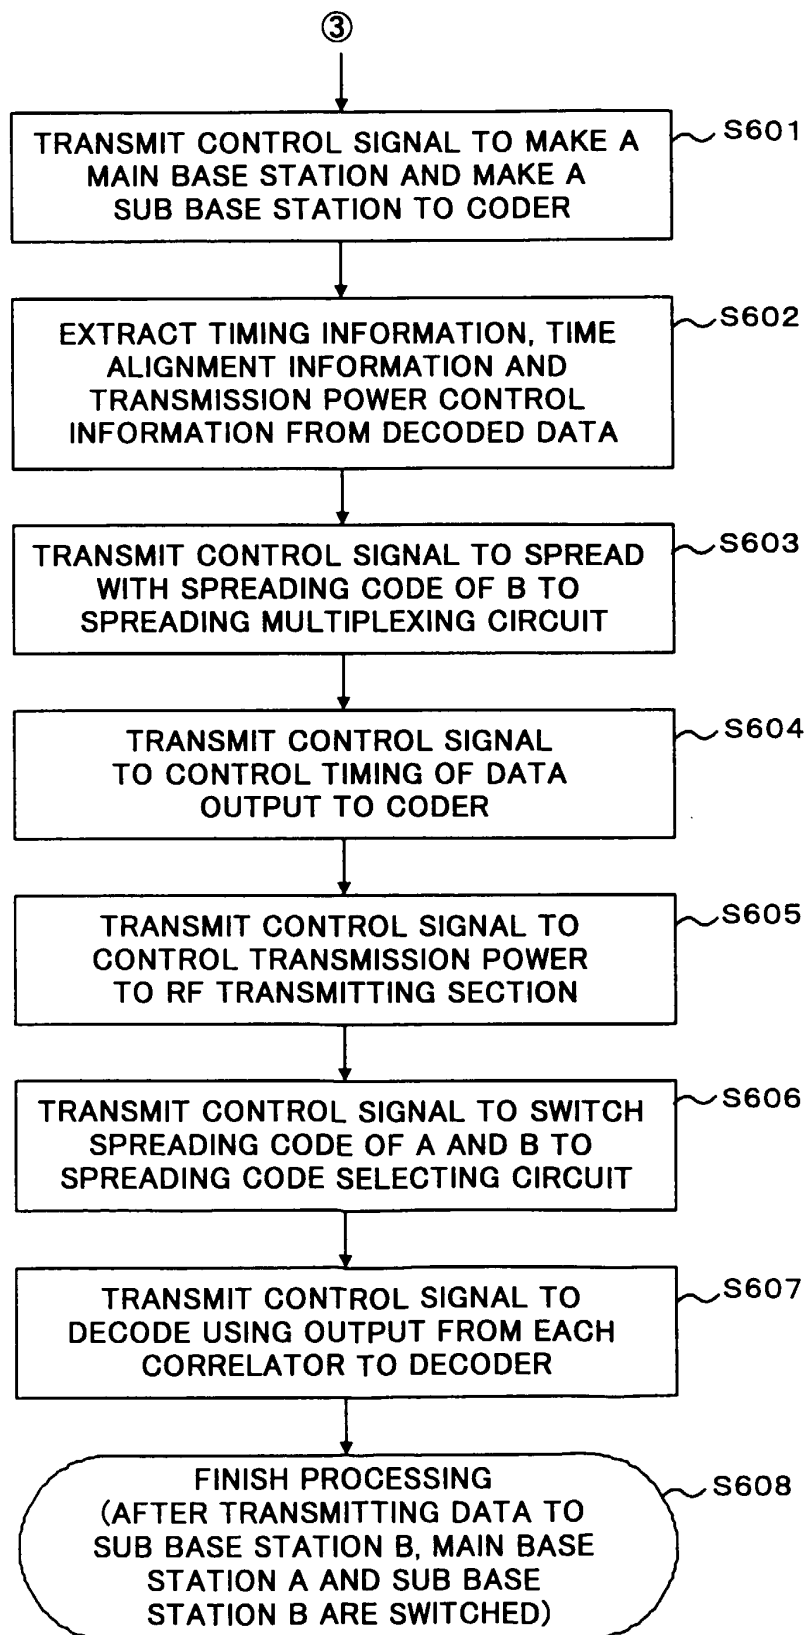 ③
TRANSMIT CONTROL SIGNAL TO MAKE A
MAIN BASE STATION AND MAKE A
SUB BASE STATION TO CODER
S601
EXTRACT TIMING INFORMATION, TIME
ALIGNMENT INFORMATION AND
TRANSMISSION POWER CONTROL
INFORMATION FROM DECODED DATA
S602
TRANSMIT CONTROL SIGNAL TO SPREAD
WITH SPREADING CODE OF B TO
SPREADING MULTIPLEXING CIRCUIT
S603
TRANSMIT CONTROL SIGNAL
TO CONTROL TIMING OF DATA
OUTPUT TO CODER
S604
TRANSMIT CONTROL SIGNAL TO
CONTROL TRANSMISSION POWER
TO RF TRANSMITTING SECTION
S605
TRANSMIT CONTROL SIGNAL TO SWITCH
SPREADING CODE OF A AND B TO
SPREADING CODE SELECTING CIRCUIT
S606
TRANSMIT CONTROL SIGNAL TO
DECODE USING OUTPUT FROM EACH
CORRELATOR TO DECODER
S607
FINISH PROCESSING
(AFTER TRANSMITTING DATA TO
SUB BASE STATION B, MAIN BASE
STATION A AND SUB BASE
STATION B ARE SWITCHED)
S608